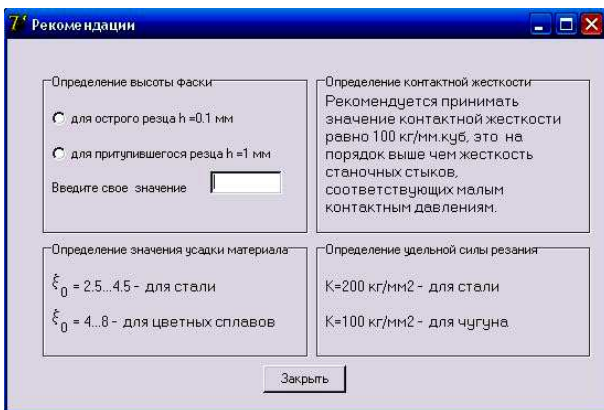 Рекомендации
Определение высоты фаски
для острого резца h =0.1 мм
для притупившегося резца h =1 мм
Введите свое значение
Определение контактной жесткости
Рекомендуется принимать
значение контактной жесткости
равно 100 кг/мм.куб, это на
порядок выше чем жесткость
станочных стыков,
соответствующих малым
контактным давлениям.
Определение значения усадки материала
ξ0 = 2.5...4.5 - для стали
ξ0 = 4...8 - для цветных сплавов
Определение удельной силы резания
K=200 кг/мм2 - для стали
K=100 кг/мм2 - для чугуна
Закрыть